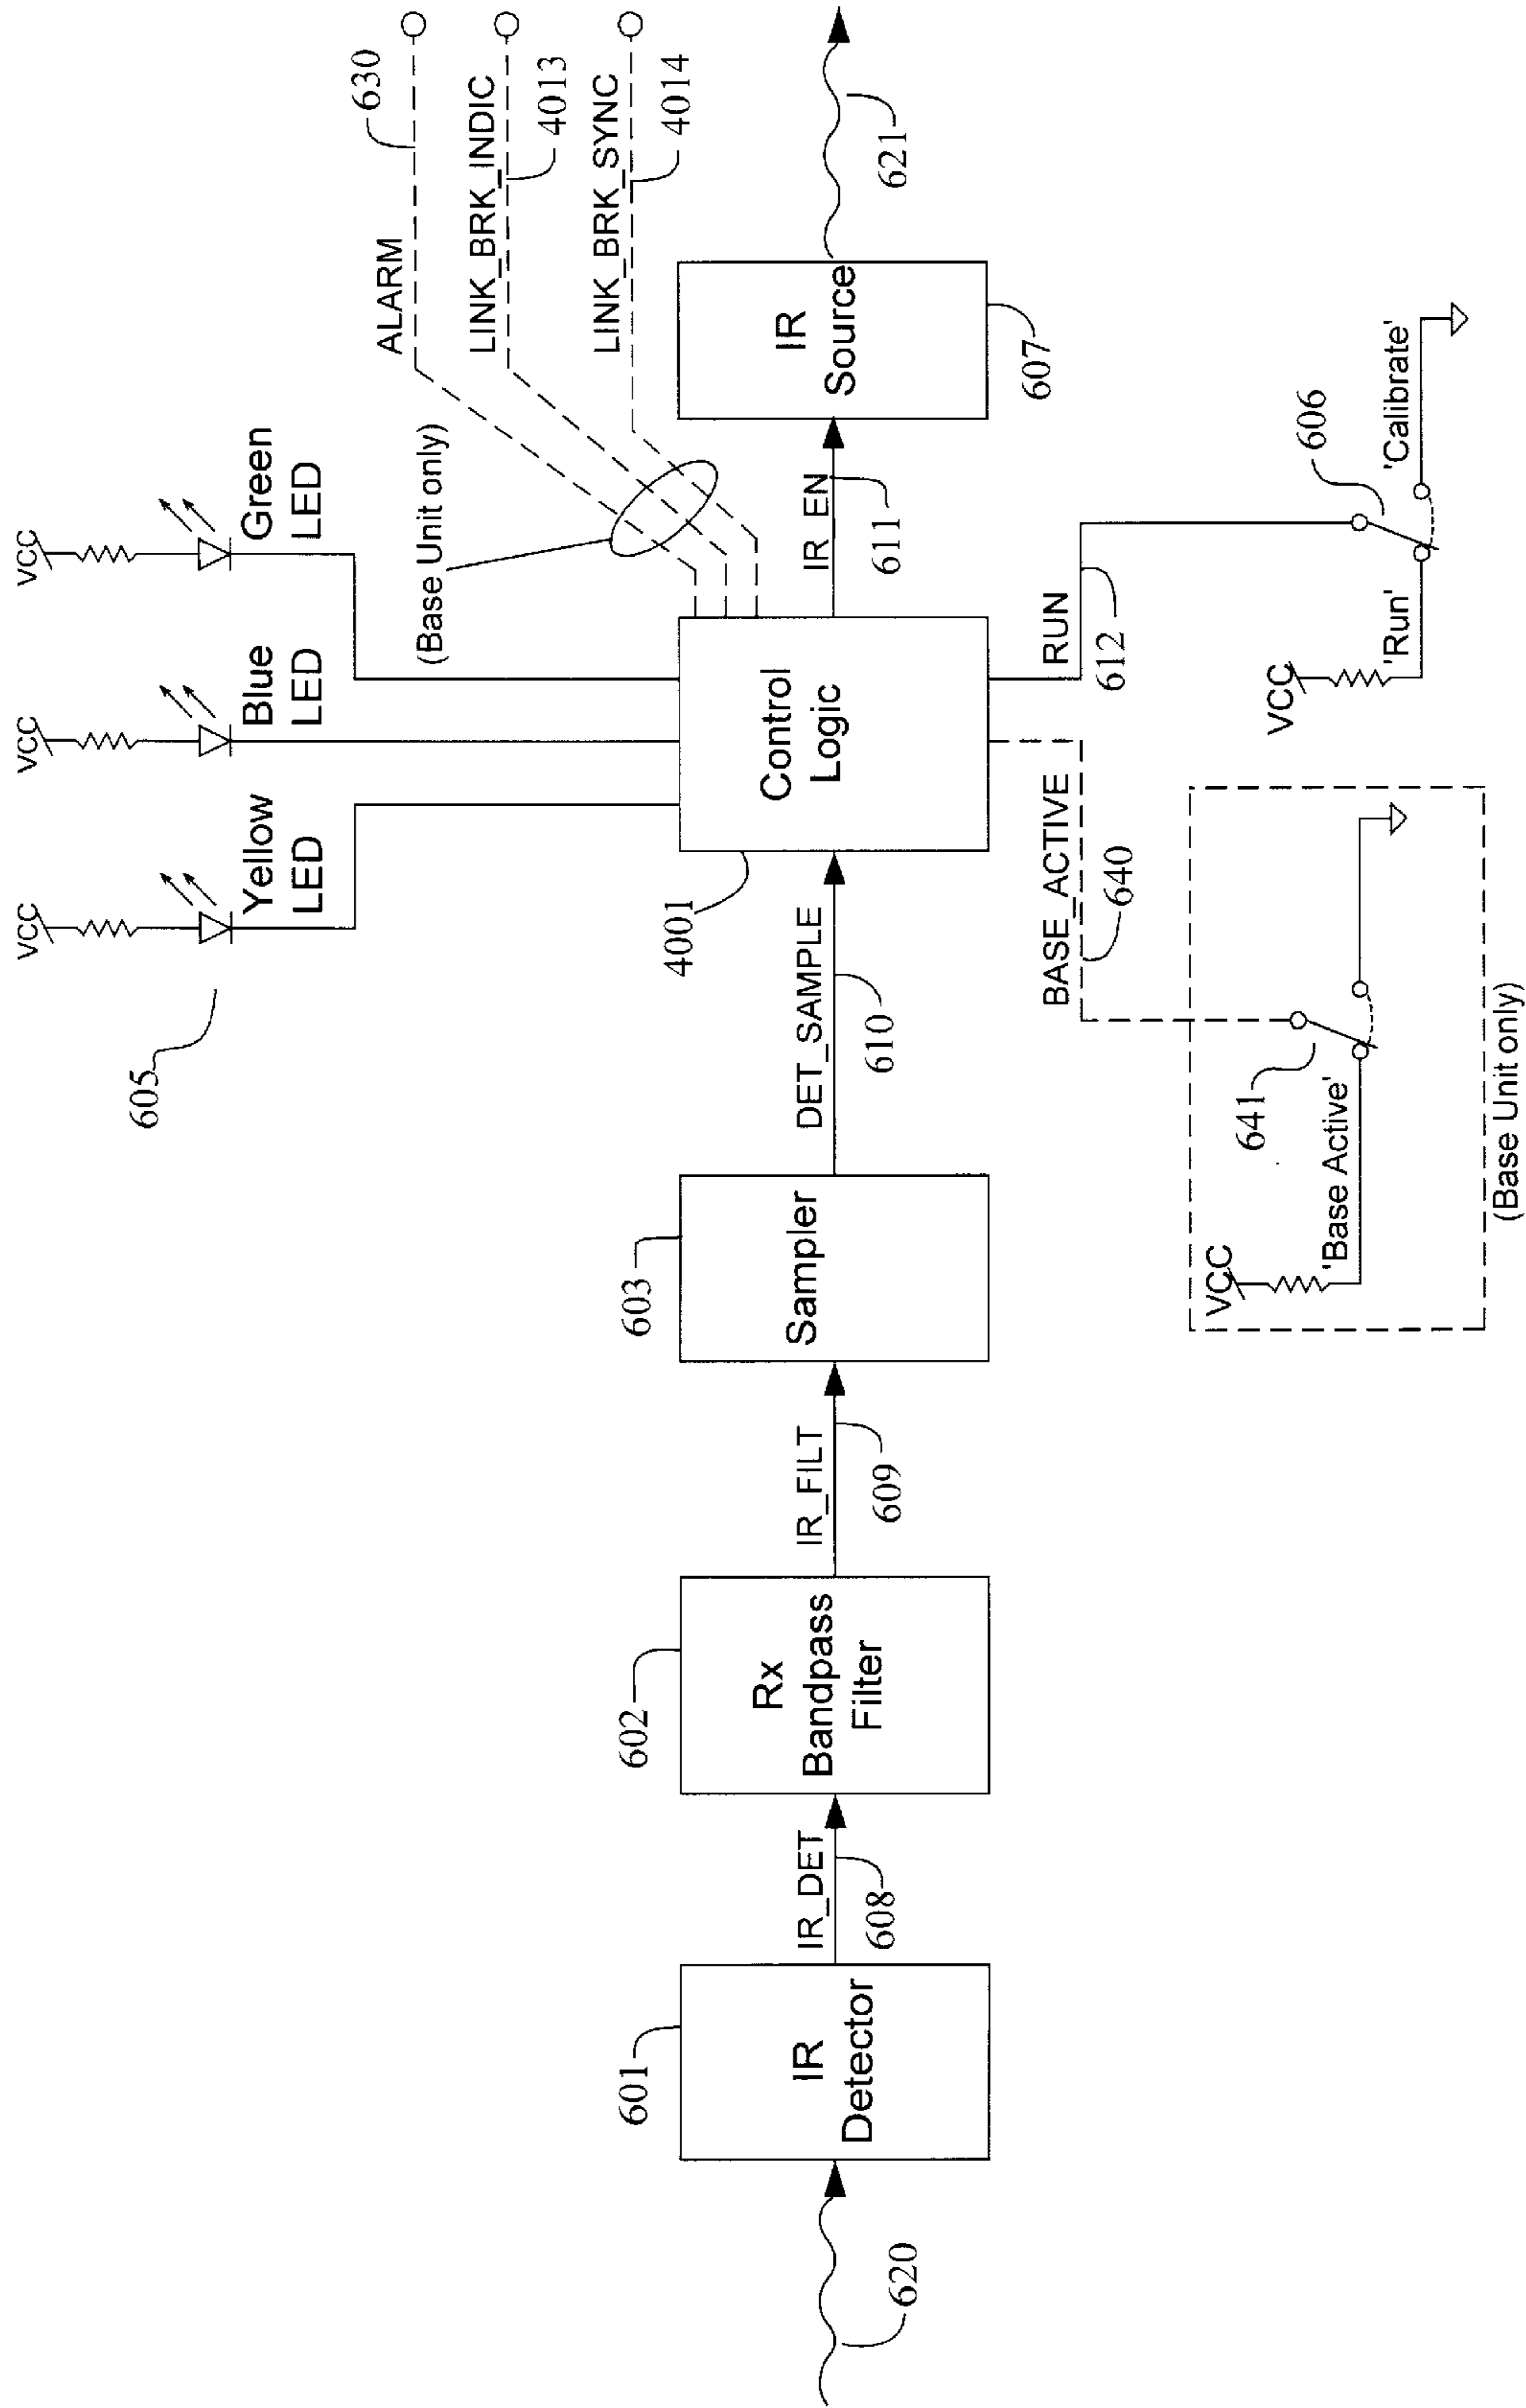 VCC
VCC
VCC
605
Yellow
LED
Blue
LED
Green
LED
ALARM
630
(Base Unit only)
LINK_BRK_INDIC
4013
LINK_BRK_SYNC
4014
601
602
603
4001
620
IR
Detector
IR_DET
608
Rx
Bandpass
Filter
IR_FILT
609
Sampler
DET_SAMPLE
610
Control
Logic
IR_EN
611
IR
Source
607
621
BASE_ACTIVE
640
RUN
612
VCC
'Base Active'
641
(Base Unit only)
VCC
'Run'
606
'Calibrate'